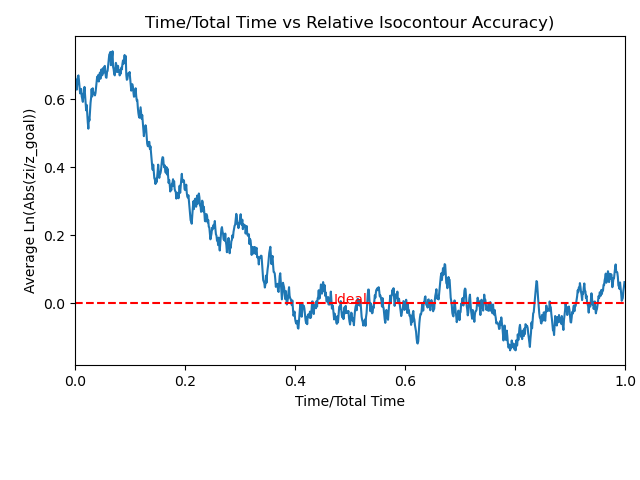 Time/Total Time vs Relative Isocontour Accuracy)
Average Ln(Abs(zi/z_goal))
0.6
0.4
0.2
0.0
Ideal
0.0 0.2 0.4 0.6 0.8 1.0
Time/Total Time